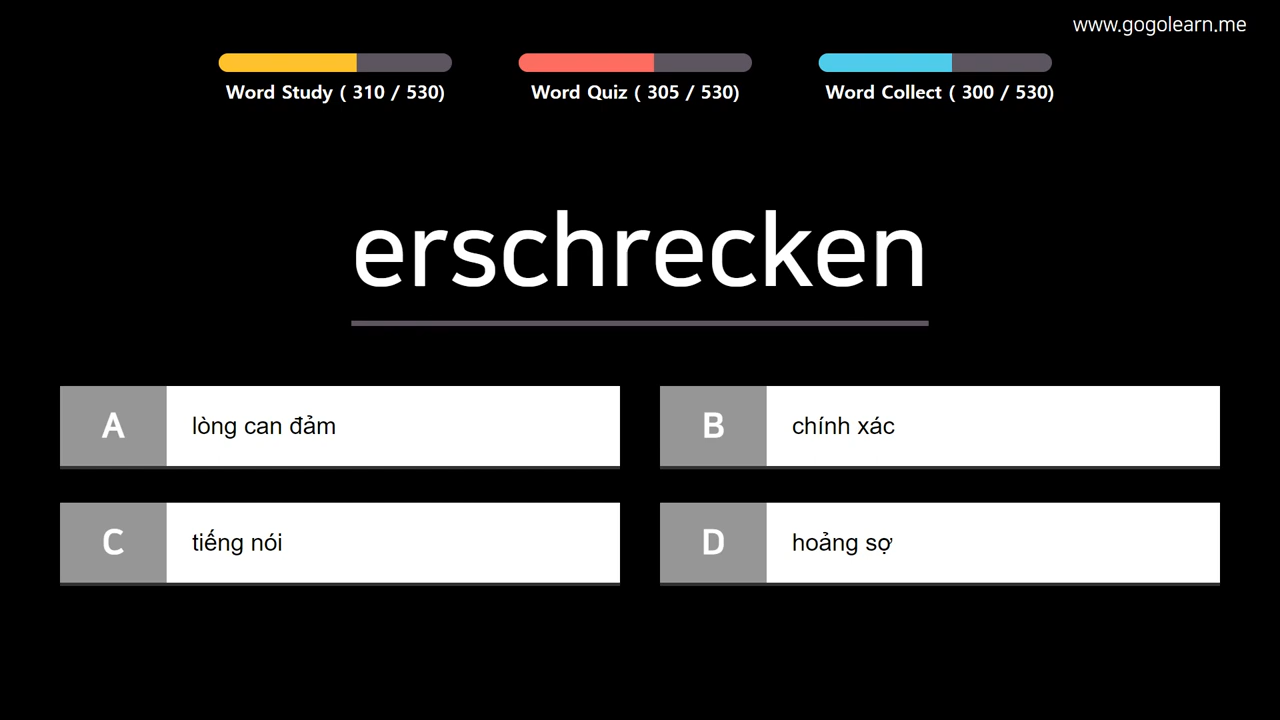 www.gogolearn.me
Word Study ( 310 / 530)
Word Quiz ( 305 / 530)
Word Collect ( 300 / 530)
erschrecken
A
lòng can đảm
B
chính xác
C
tiếng nói
D
hoảng sợ